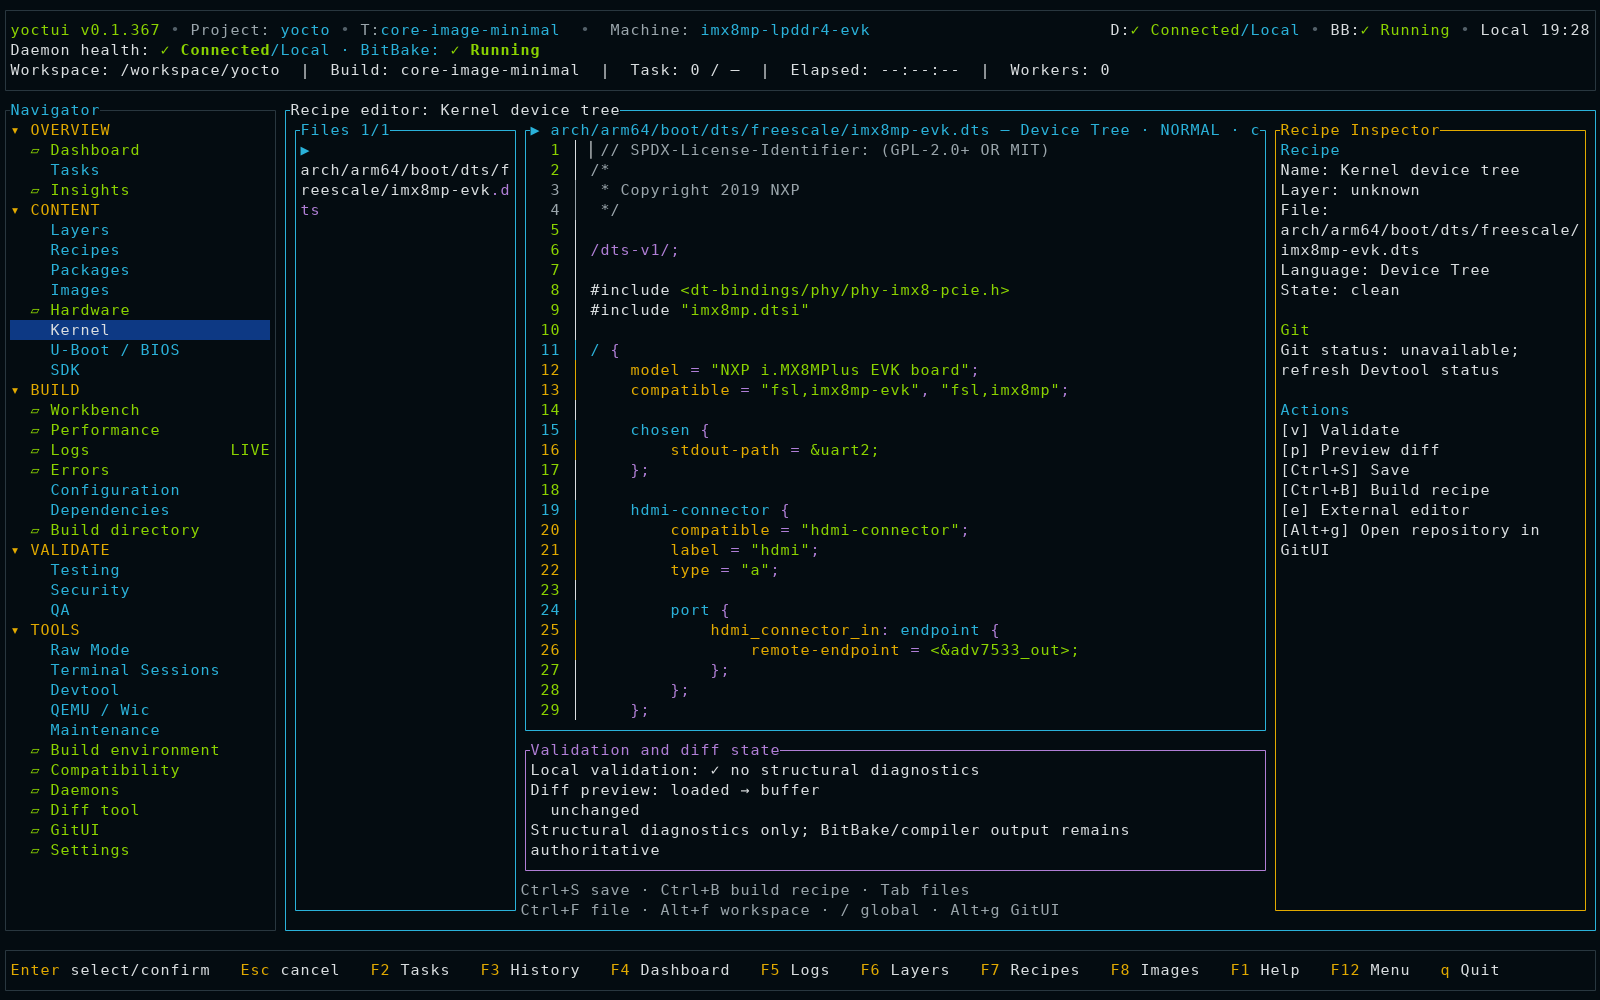 yoctui v0.1.367 • Project: yocto • T:core-image-minimal • Machine: imx8mp-lpddr4-evk D:✓ Connected/Local • BB:✓ Running • Local 19:28
Daemon health: ✓ Connected/Local · BitBake: ✓ Running
Workspace: /workspace/yocto | Build: core-image-minimal | Task: 0 / — | Elapsed: --:--:-- | Workers: 0
Navigator
▾ OVERVIEW
▱ Dashboard
Tasks
▱ Insights
▾ CONTENT
Layers
Recipes
Packages
Images
▱ Hardware
Kernel
U-Boot / BIOS
SDK
▾ BUILD
▱ Workbench
▱ Performance
▱ Logs LIVE
▱ Errors
Configuration
Dependencies
▱ Build directory
▾ VALIDATE
Testing
Security
QA
▾ TOOLS
Raw Mode
Terminal Sessions
Devtool
QEMU / Wic
Maintenance
▱ Build environment
▱ Compatibility
▱ Daemons
▱ Diff tool
▱ GitUI
▱ Settings
Recipe editor: Kernel device tree
Files 1/1
▶
arch/arm64/boot/dts/f
reescale/imx8mp-evk.d
ts
▶ arch/arm64/boot/dts/freescale/imx8mp-evk.dts — Device Tree · NORMAL · c
1 // SPDX-License-Identifier: (GPL-2.0+ OR MIT)
2 /*
3 * Copyright 2019 NXP
4 */
5
6 /dts-v1/;
7
8 #include <dt-bindings/phy/phy-imx8-pcie.h>
9 #include "imx8mp.dtsi"
10
11 / {
12 model = "NXP i.MX8MPlus EVK board";
13 compatible = "fsl,imx8mp-evk", "fsl,imx8mp";
14
15 chosen {
16 stdout-path = &uart2;
17 };
18
19 hdmi-connector {
20 compatible = "hdmi-connector";
21 label = "hdmi";
22 type = "a";
23
24 port {
25 hdmi_connector_in: endpoint {
26 remote-endpoint = <&adv7533_out>;
27 };
28 };
29 };
Validation and diff state
Local validation: ✓ no structural diagnostics
Diff preview: loaded → buffer
unchanged
Structural diagnostics only; BitBake/compiler output remains
authoritative
Ctrl+S save · Ctrl+B build recipe · Tab files
Ctrl+F file · Alt+f workspace · / global · Alt+g GitUI
Recipe Inspector
Recipe
Name: Kernel device tree
Layer: unknown
File:
arch/arm64/boot/dts/freescale/
imx8mp-evk.dts
Language: Device Tree
State: clean
Git
Git status: unavailable;
refresh Devtool status
Actions
[v] Validate
[p] Preview diff
[Ctrl+S] Save
[Ctrl+B] Build recipe
[e] External editor
[Alt+g] Open repository in
GitUI
Enter select/confirm Esc cancel F2 Tasks F3 History F4 Dashboard F5 Logs F6 Layers F7 Recipes F8 Images F1 Help F12 Menu q Quit